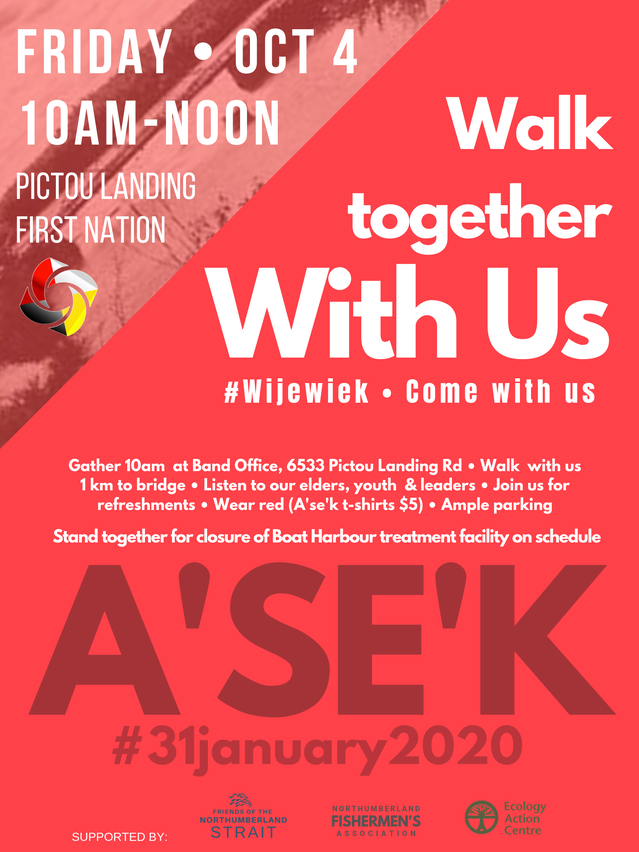 FRIDAY • OCT 4
10AM-NOON
PICTOU LANDING
FIRST NATION
Walk
together
With Us
#Wijewiek • Come with us
Gather 10am at Band Office, 6533 Pictou Landing Rd • Walk with us
1 km to bridge • Listen to our elders, youth & leaders • Join us for
refreshments • Wear red (A'se'k t-shirts $5) • Ample parking
Stand together for closure of Boat Harbour treatment facility on schedule
A'SE'K
#31january2020
SUPPORTED BY:
FRIENDS OF THE
NORTHUMBERLAND
STRAIT
NORTHUMBERLAND
FISHERMEN'S
ASSOCIATION
Ecology
Action
Centre